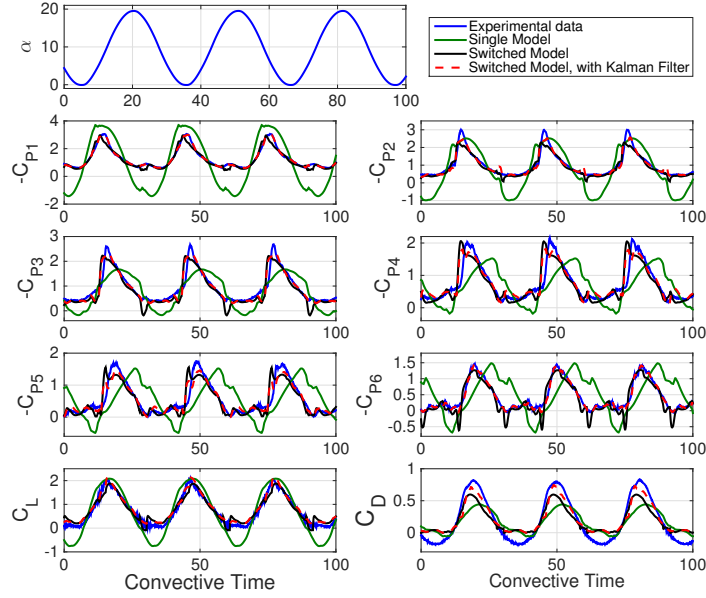 20
10
0
α
0 20 40 60 80 100
Experimental data
Single Model
Switched Model
Switched Model, with Kalman Filter
4
2
0
-2
-C_P1
0 50 100
3
2
1
0
-1
-C_P2
0 50 100
3
2
1
0
-C_P3
0 50 100
2
1
0
-C_P4
0 50 100
1.5
1
0.5
0
-0.5
-C_P5
0 50 100
1.5
1
0.5
0
-0.5
-C_P6
0 50 100
3
2
1
0
-1
C_L
0 50 100
Convective Time
1
0.5
0
C_D
0 50 100
Convective Time